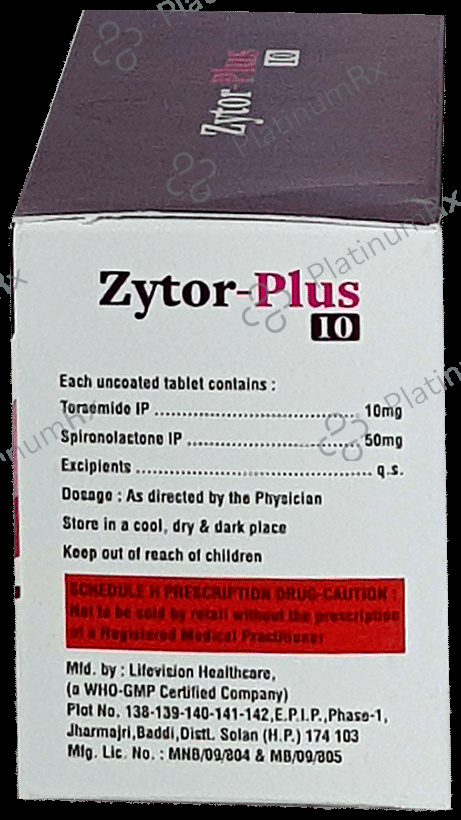 Zytor-Plus
10
Zytor-Plus
10
Each uncoated tablet contains :
Torsemide IP ........................................ 10mg
Spironolactone IP .................................. 50mg
Excipients ............................................ q.s.
Dosage : As directed by the Physician
Store in a cool, dry & dark place
Keep out of reach of children
SCHEDULE H PRESCRIPTION DRUG-CAUTION :
Not to be sold by retail without the prescription
of a Registered Medical Practitioner
Mfd. by : Lifevision Healthcare,
(a WHO-GMP Certified Company)
Plot No. 138-139-140-141-142,E.P.I.P.,Phase-1,
Jharmajri,Baddi,Distt. Solan (H.P.) 174 103
Mfg. Lic. No. : MNB/09/804 & MB/09/805
PlatinumRx
PlatinumRx